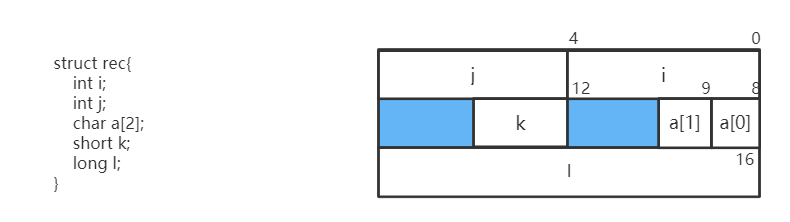 struct rec{
int i;
int j;
char a[2];
short k;
long l;
}
4 0
j i
12 9 8
k a[1] a[0]
16
l